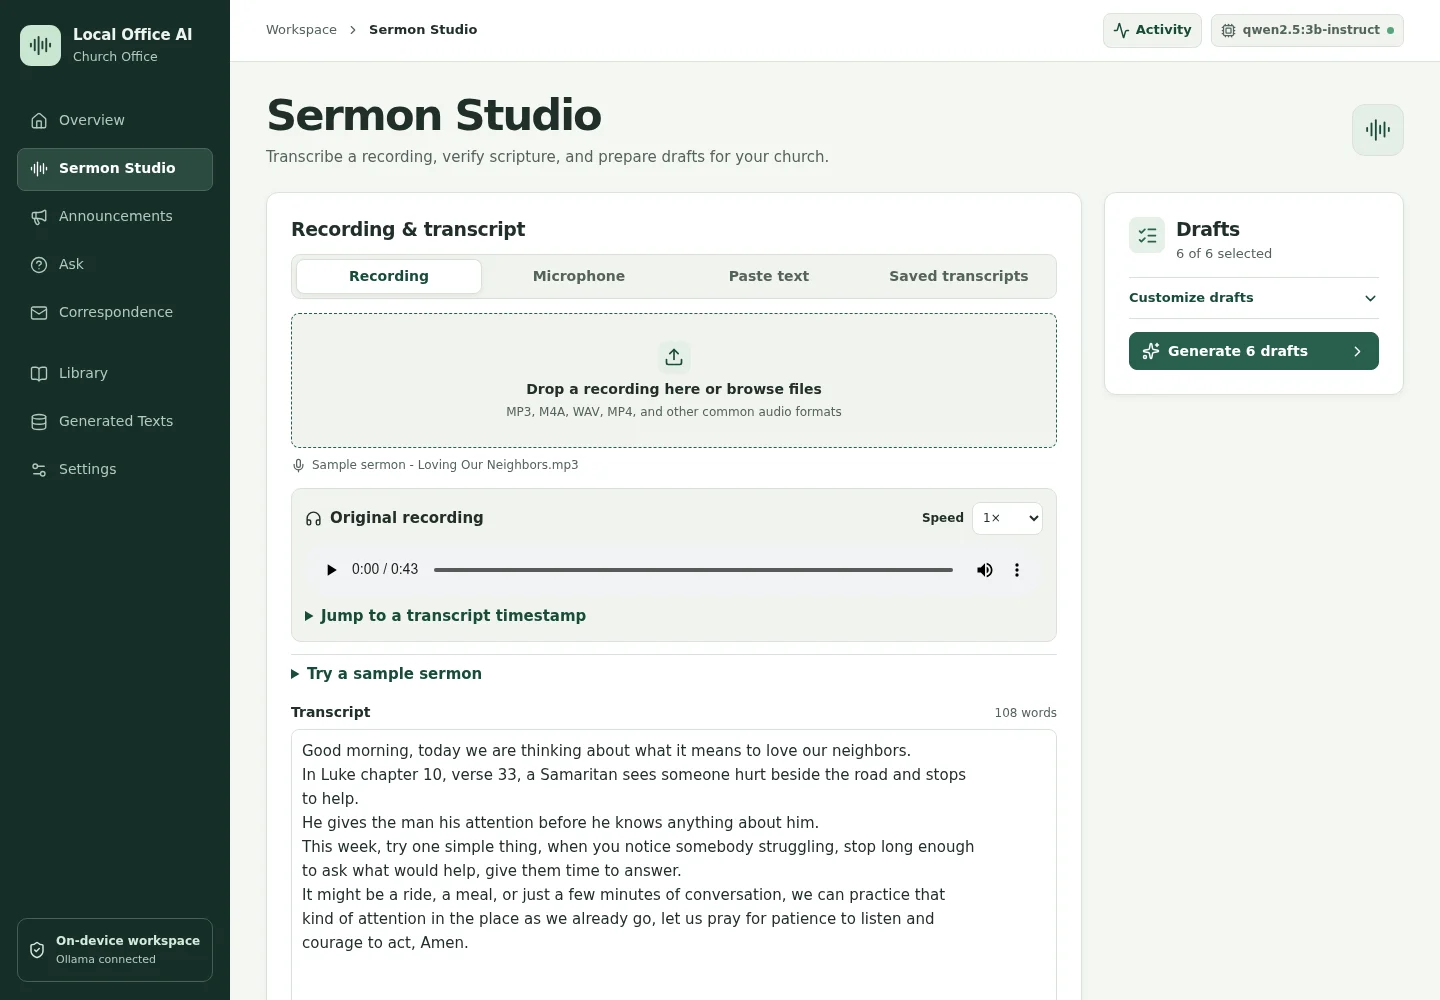 Local Office AI
Church Office
Overview
Sermon Studio
Announcements
Ask
Correspondence
Library
Generated Texts
Settings
On-device workspace
Ollama connected
Workspace
Sermon Studio
Activity
qwen2.5:3b-instruct
Sermon Studio
Transcribe a recording, verify scripture, and prepare drafts for your church.
Recording & transcript
Recording
Microphone
Paste text
Saved transcripts
Drop a recording here or browse files
MP3, M4A, WAV, MP4, and other common audio formats
Sample sermon - Loving Our Neighbors.mp3
Original recording
Speed
1×
0:00 / 0:43
Jump to a transcript timestamp
Try a sample sermon
Transcript
108 words
Good morning, today we are thinking about what it means to love our neighbors.
In Luke chapter 10, verse 33, a Samaritan sees someone hurt beside the road and stops
to help.
He gives the man his attention before he knows anything about him.
This week, try one simple thing, when you notice somebody struggling, stop long enough
to ask what would help, give them time to answer.
It might be a ride, a meal, or just a few minutes of conversation, we can practice that
kind of attention in the place as we already go, let us pray for patience to listen and
courage to act, Amen.
Drafts
6 of 6 selected
Customize drafts
Generate 6 drafts